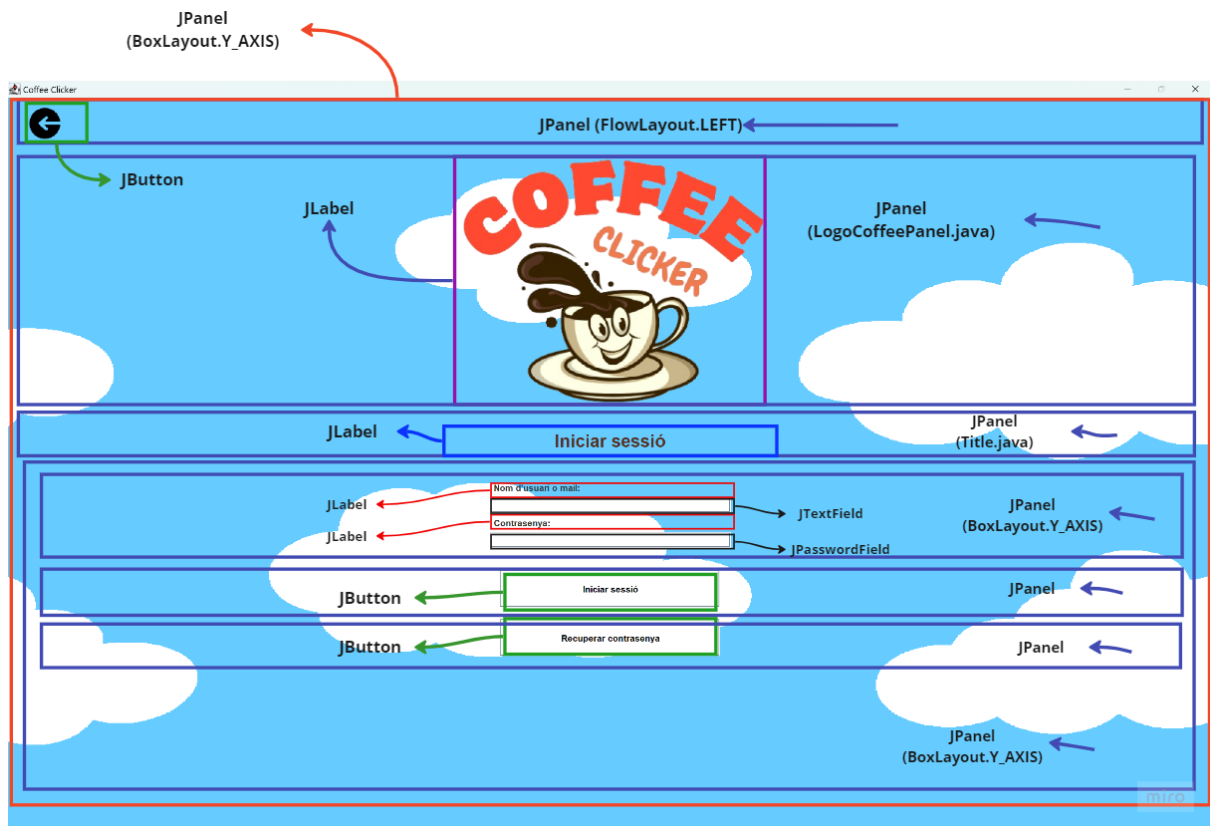 JPanel
(BoxLayout.Y_AXIS)
Coffee Clicker
JPanel (FlowLayout.LEFT)
JButton
JLabel
COFFEE
CLICKER
JPanel
(LogoCoffeePanel.java)
JLabel
Iniciar sessió
JPanel
(Title.java)
Nom d'usuari o mail:
JLabel
JTextField
JPanel
(BoxLayout.Y_AXIS)
Contrasenya:
JLabel
JPasswordField
JButton
Iniciar sessió
JPanel
JButton
Recuperar contrasenya
JPanel
JPanel
(BoxLayout.Y_AXIS)
miro